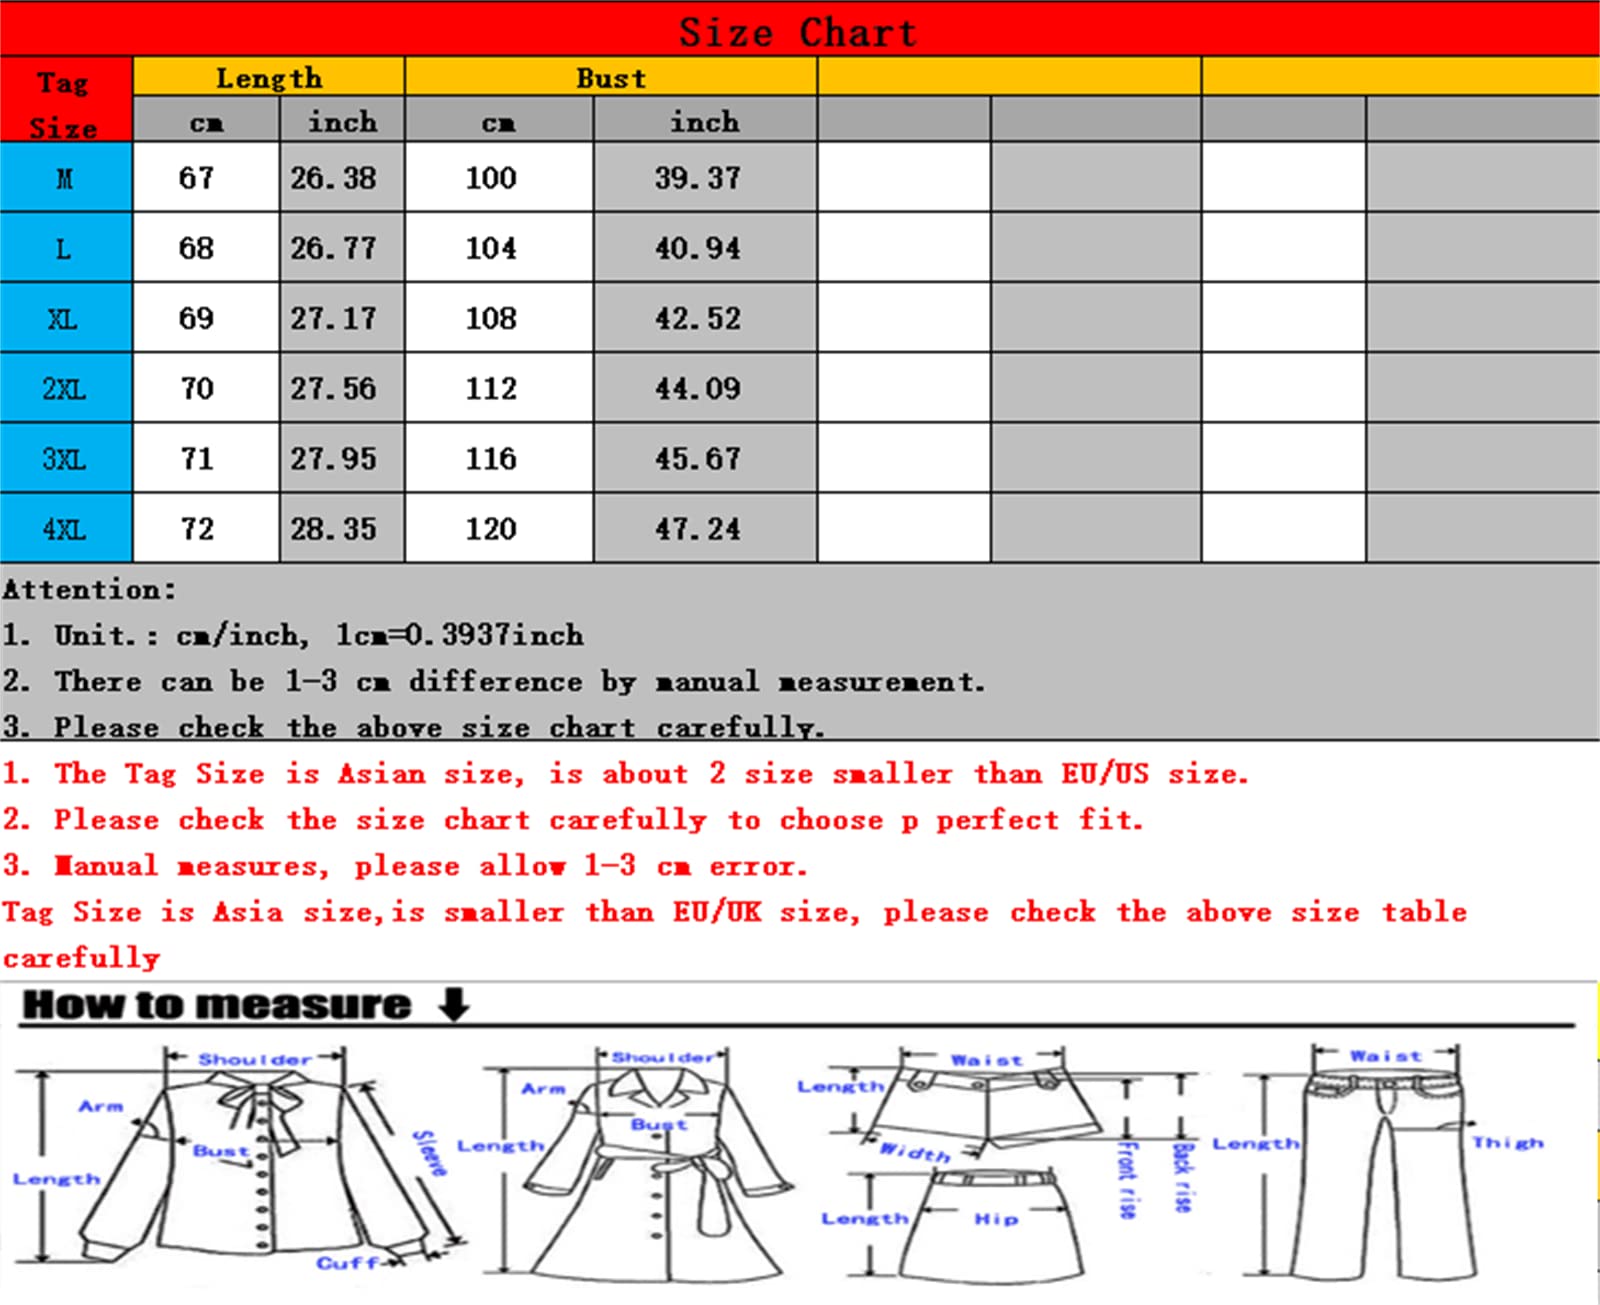 Size Chart
Tag Size Length Bust
cm inch cm inch
M 67 26.38 100 39.37
L 68 26.77 104 40.94
XL 69 27.17 108 42.52
2XL 70 27.56 112 44.09
3XL 71 27.95 116 45.67
4XL 72 28.35 120 47.24
Attention:
1. Unit.: cm/inch, 1cm=0.3937inch
2. There can be 1-3 cm difference by manual measurement.
3. Please check the above size chart carefully.
1. The Tag Size is Asian size, is about 2 size smaller than EU/US size.
2. Please check the size chart carefully to choose p perfect fit.
3. Manual measures, please allow 1-3 cm error.
Tag Size is Asia size,is smaller than EU/UK size, please check the above size table
carefully
How to measure
Shoulder
Arm
Bust
Sleeve
Length
Cuff
Shoulder
Arm
Bust
Length
Waist
Length
Width
Front rise
Back rise
Length
Hip
Waist
Length
Thigh